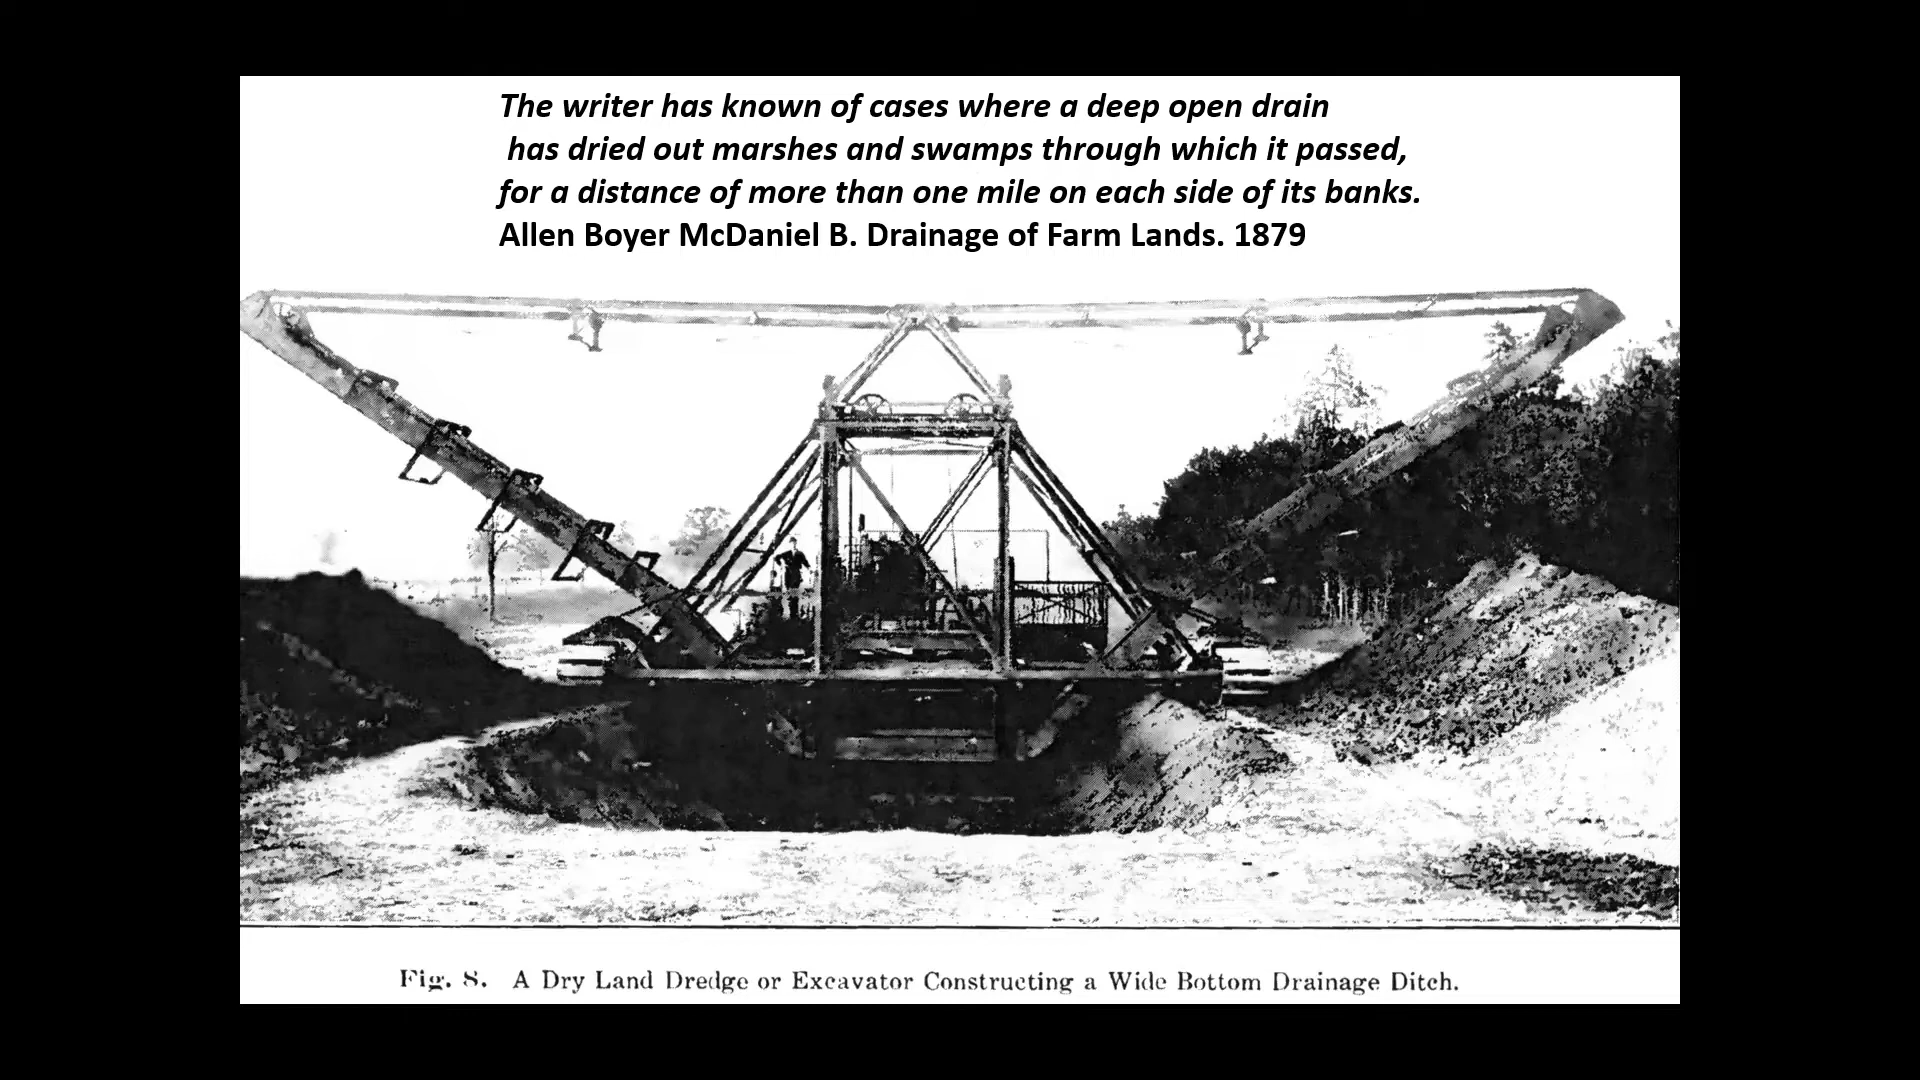 The writer has known of cases where a deep open drain
has dried out marshes and swamps through which it passed,
for a distance of more than one mile on each side of its banks.
Allen Boyer McDaniel B. Drainage of Farm Lands. 1879
Fig. 8. A Dry Land Dredge or Excavator Constructing a Wide Bottom Drainage Ditch.